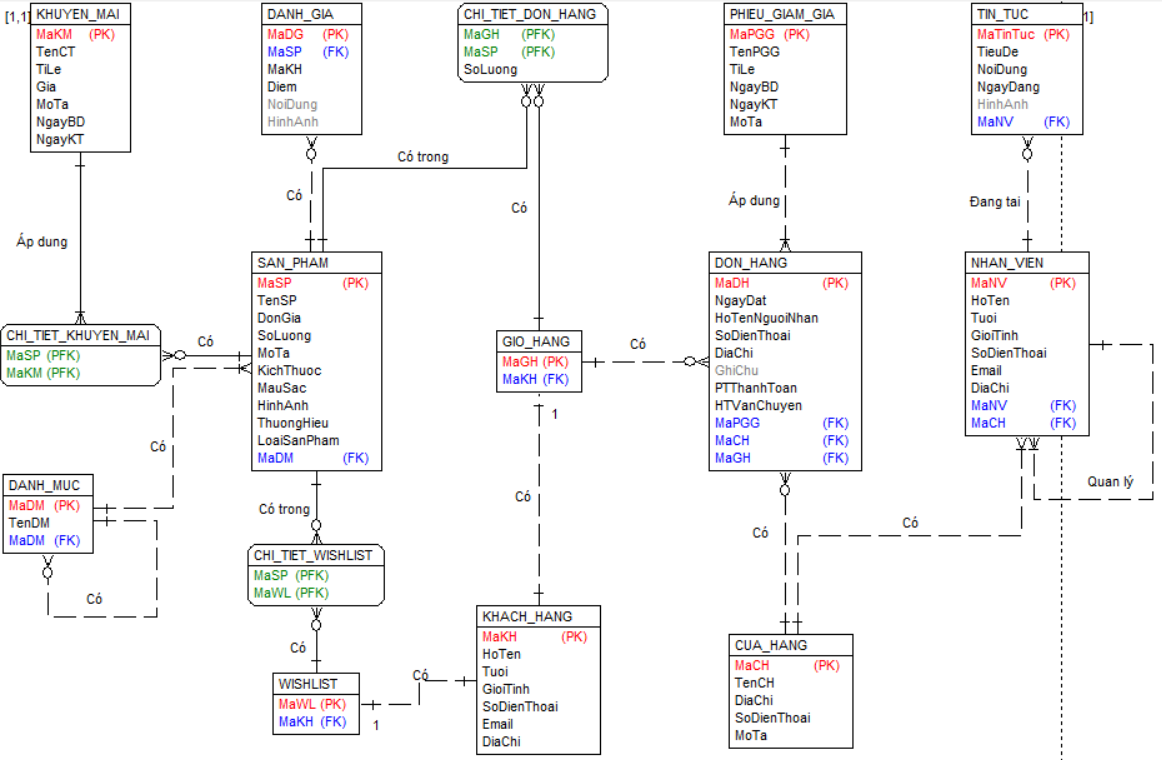 [1,1]
KHUYEN_MAI
MaKM (PK)
TenCT
TiLe
Gia
MoTa
NgayBD
NgayKT
DANH_GIA
MaDG (PK)
MaSP (FK)
MaKH
Diem
NoiDung
HinhAnh
CHI_TIET_DON_HANG
MaGH (PFK)
MaSP (PFK)
SoLuong
PHIEU_GIAM_GIA
MaPGG (PK)
TenPGG
TiLe
NgayBD
NgayKT
MoTa
TIN_TUC
MaTinTuc (PK)
TieuDe
NoiDung
NgayDang
HinhAnh
MaNV (FK)
1]
Có trong
Có
Có
Áp dung
Đang tai
Áp dung
SAN_PHAM
MaSP (PK)
TenSP
DonGia
SoLuong
MoTa
KichThuoc
MauSac
HinhAnh
ThuongHieu
LoaiSanPham
MaDM (FK)
DON_HANG
MaDH (PK)
NgayDat
HoTenNguoiNhan
SoDienThoai
DiaChi
GhiChu
PTThanhToan
HTVanChuyen
MaPGG (FK)
MaCH (FK)
MaGH (FK)
NHAN_VIEN
MaNV (PK)
HoTen
Tuoi
GioiTinh
SoDienThoai
Email
DiaChi
MaNV (FK)
MaCH (FK)
CHI_TIET_KHUYEN_MAI
MaSP (PFK)
MaKM (PFK)
Có
GIO_HANG
MaGH (PK)
MaKH (FK)
Có
1
Có
DANH_MUC
MaDM (PK)
TenDM
MaDM (FK)
Có
Có trong
Có
Quan lý
Có
Có
CHI_TIET_WISHLIST
MaSP (PFK)
MaWL (PFK)
Có
WISHLIST
MaWL (PK)
MaKH (FK)
Có
1
KHACH_HANG
MaKH (PK)
HoTen
Tuoi
GioiTinh
SoDienThoai
Email
DiaChi
CUA_HANG
MaCH (PK)
TenCH
DiaChi
SoDienThoai
MoTa